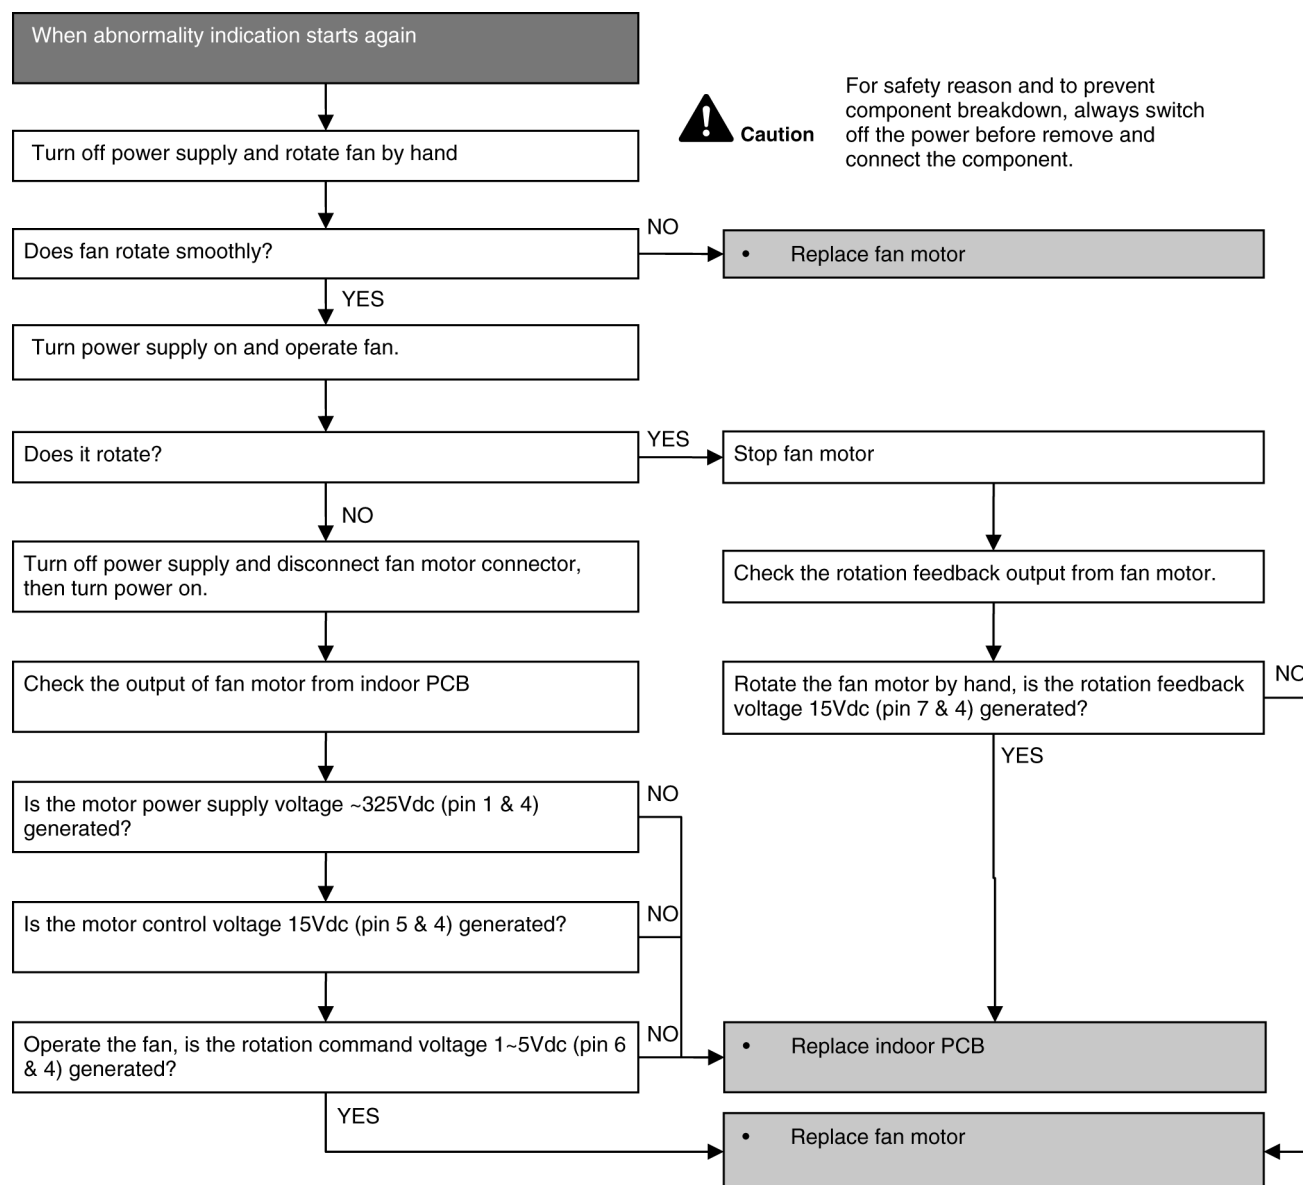 When abnormality indication starts again
For safety reason and to prevent
component breakdown, always switch
off the power before remove and
connect the component.
Caution
Turn off power supply and rotate fan by hand
Does fan rotate smoothly?
NO
• Replace fan motor
YES
Turn power supply on and operate fan.
Does it rotate?
YES
Stop fan motor
NO
Turn off power supply and disconnect fan motor connector,
then turn power on.
Check the rotation feedback output from fan motor.
Check the output of fan motor from indoor PCB
Rotate the fan motor by hand, is the rotation feedback
voltage 15Vdc (pin 7 & 4) generated?
NO
YES
Is the motor power supply voltage ~325Vdc (pin 1 & 4)
generated?
NO
Is the motor control voltage 15Vdc (pin 5 & 4) generated?
NO
Operate the fan, is the rotation command voltage 1~5Vdc (pin 6
& 4) generated?
NO
• Replace indoor PCB
YES
• Replace fan motor